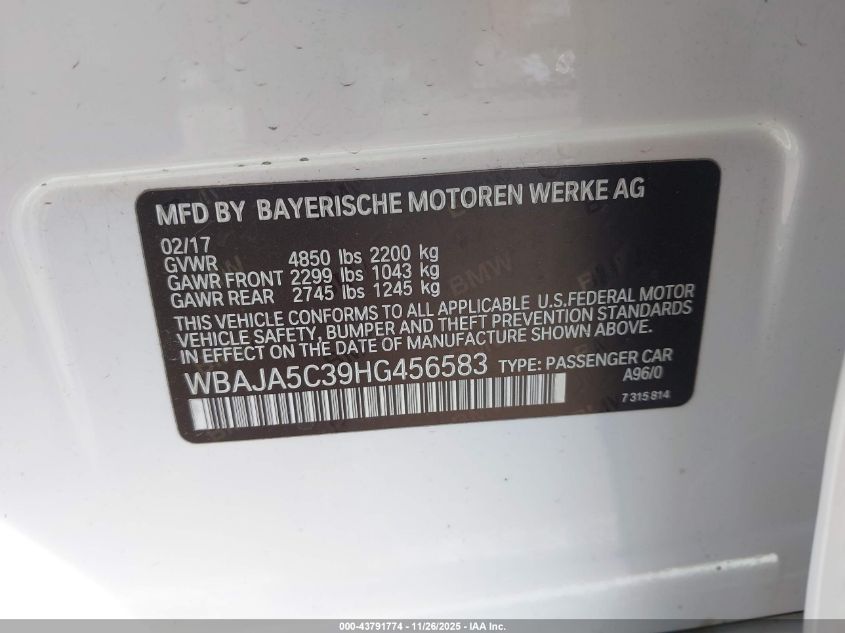 MFD BY BAYERISCHE MOTOREN WERKE AG
02/17
GVWR 4850 lbs 2200 kg
GAWR FRONT 2299 lbs 1043 kg
GAWR REAR 2745 lbs 1245 kg
THIS VEHICLE CONFORMS TO ALL APPLICABLE U.S.FEDERAL MOTOR
VEHICLE SAFETY, BUMPER AND THEFT PREVENTION STANDARDS
IN EFFECT ON THE DATE OF MANUFACTURE SHOWN ABOVE.
WBAJA5C39HG456583 TYPE: PASSENGER CAR
A96/0
7 315 814
BMW
000-43791774 - 11/26/2025 - IAA Inc.